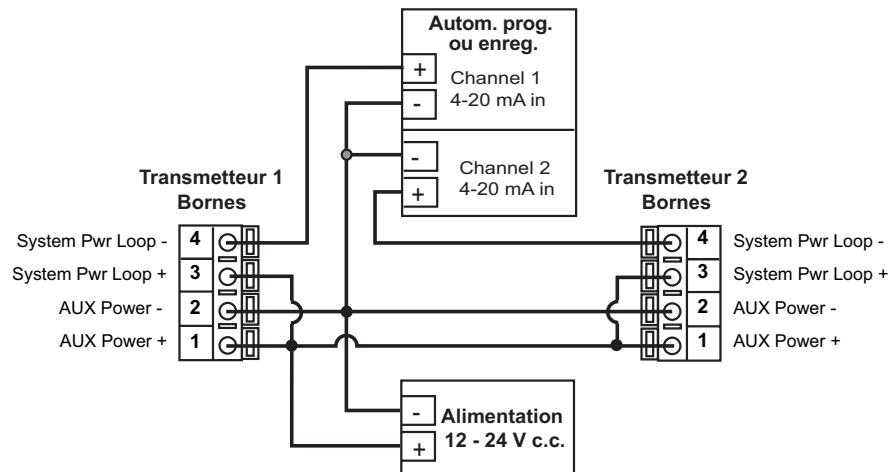 Autom. prog.
ou enreg.
+
Channel 1
4-20 mA in
-
-
Channel 2
4-20 mA in
+
Transmetteur 1
Bornes
System Pwr Loop - 4
System Pwr Loop + 3
AUX Power - 2
AUX Power + 1
Transmetteur 2
Bornes
4 System Pwr Loop -
3 System Pwr Loop +
2 AUX Power -
1 AUX Power +
-
Alimentation
12 - 24 V c.c.
+